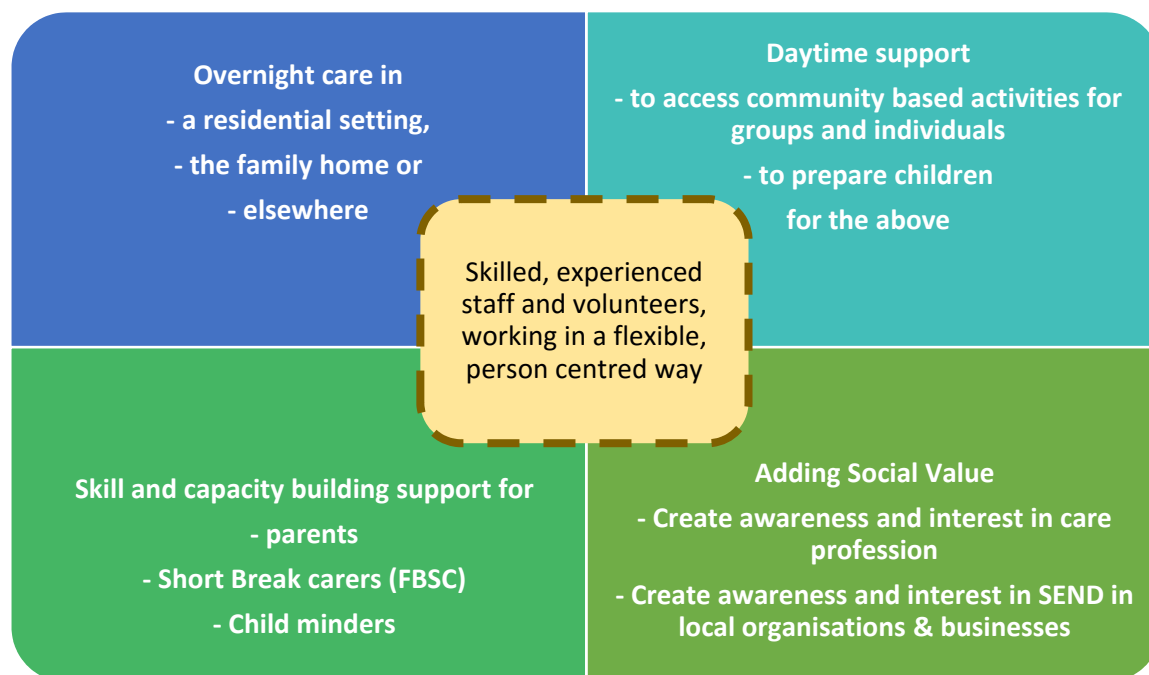 Overnight care in
- a residential setting,
- the family home or
- elsewhere
Daytime support
- to access community based activities for
groups and individuals
- to prepare children
for the above
Skilled, experienced
staff and volunteers,
working in a flexible,
person centred way
Skill and capacity building support for
- parents
- Short Break carers (FBSC)
- Child minders
Adding Social Value
- Create awareness and interest in care
profession
- Create awareness and interest in SEND in
local organisations & businesses